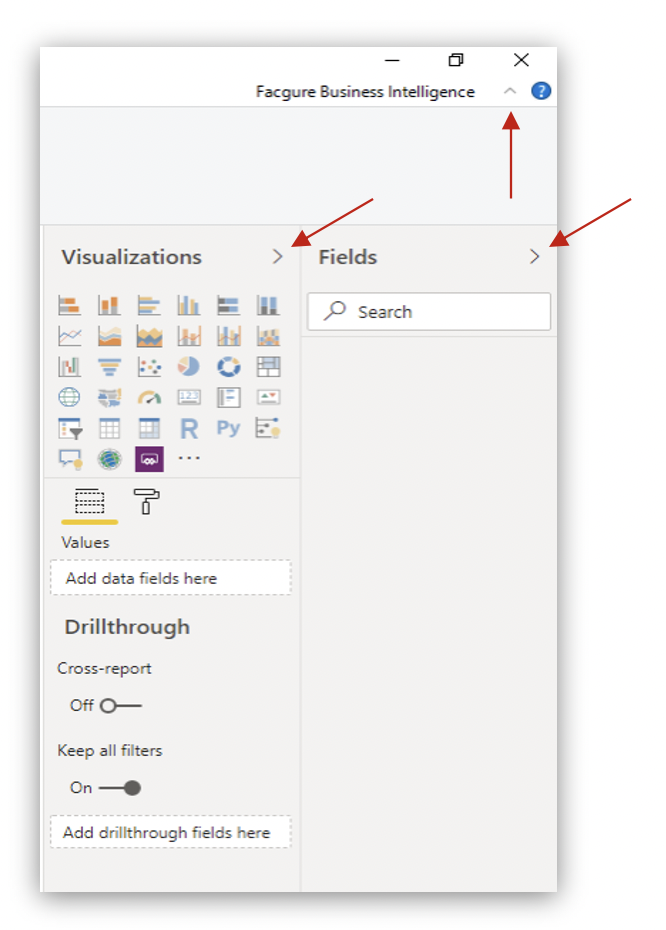 Facgure Business Intelligence
?
Visualizations
Fields
Search
123
R
Py
Values
Add data fields here
Drillthrough
Cross-report
Off
Keep all filters
On
Add drillthrough fields here